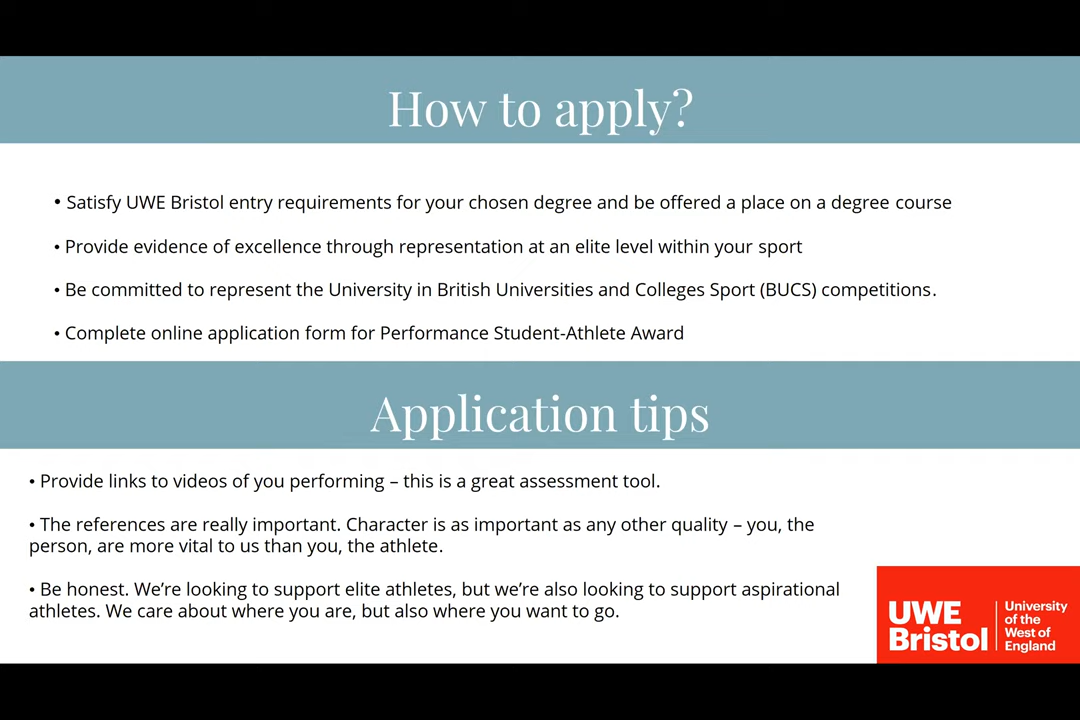 How to apply?
• Satisfy UWE Bristol entry requirements for your chosen degree and be offered a place on a degree course
• Provide evidence of excellence through representation at an elite level within your sport
• Be committed to represent the University in British Universities and Colleges Sport (BUCS) competitions.
• Complete online application form for Performance Student-Athlete Award
Application tips
• Provide links to videos of you performing – this is a great assessment tool.
• The references are really important. Character is as important as any other quality – you, the
person, are more vital to us than you, the athlete.
• Be honest. We’re looking to support elite athletes, but we’re also looking to support aspirational
athletes. We care about where you are, but also where you want to go.
UWE
Bristol
University
of the
West of
England